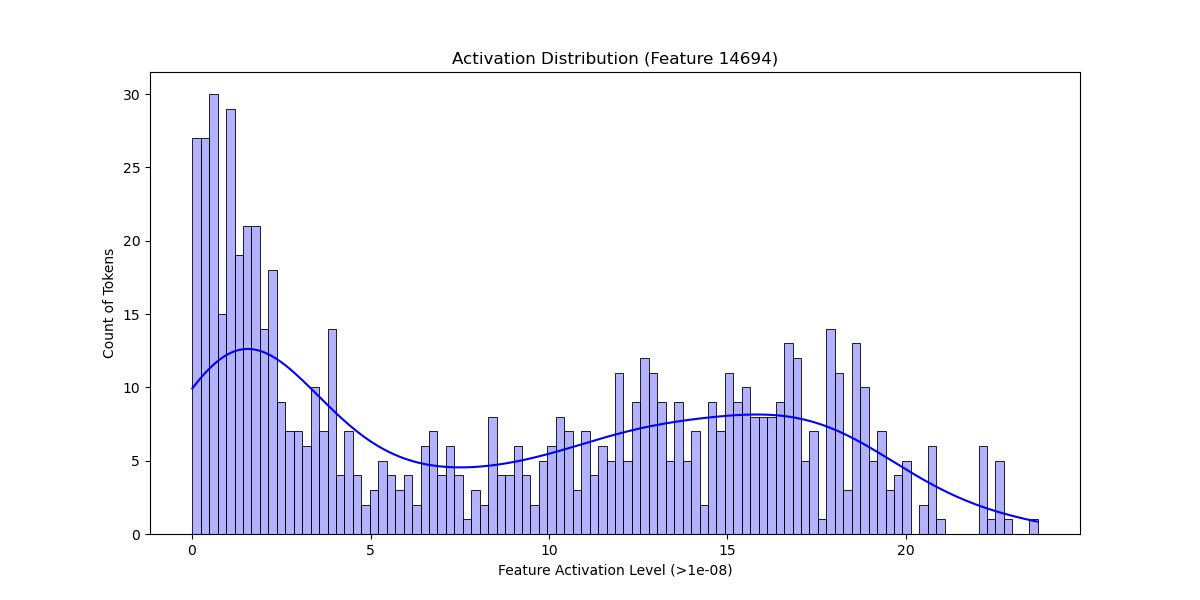 Activation Distribution (Feature 14694)
Count of Tokens
30
25
20
15
10
5
0
0 5 10 15 20
Feature Activation Level (>1e-08)